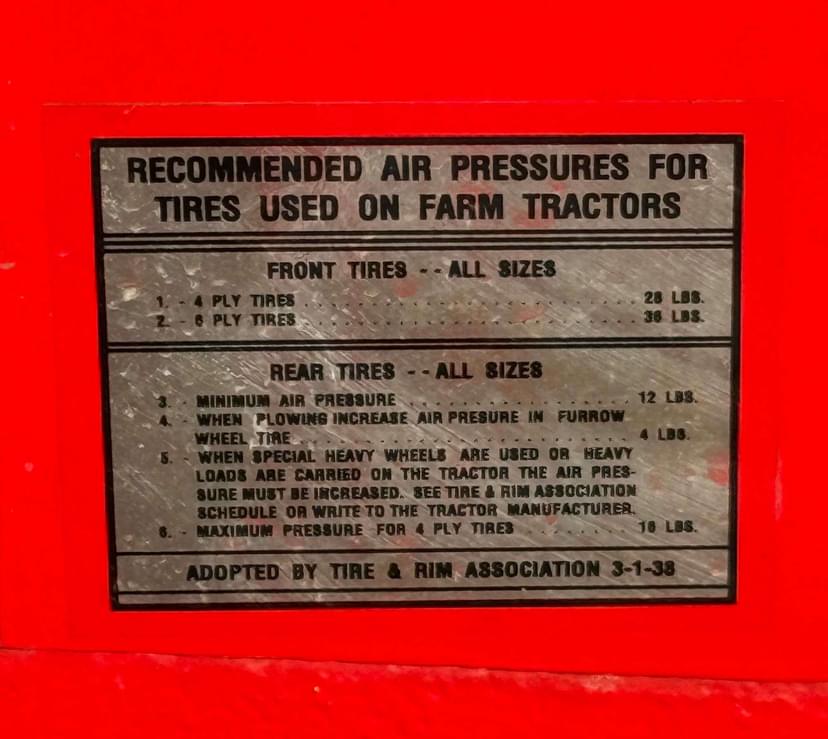 RECOMMENDED AIR PRESSURES FOR
TIRES USED ON FARM TRACTORS
FRONT TIRES -- ALL SIZES
1. - 4 PLY TIRES ........................................ 28 LBS.
2. - 6 PLY TIRES ........................................ 36 LBS.
REAR TIRES -- ALL SIZES
3. - MINIMUM AIR PRESSURE ........................ 12 LBS.
4. - WHEN PLOWING INCREASE AIR PRESURE IN FURROW
WHEEL TIRE ........................................ 4 LBS.
5. - WHEN SPECIAL HEAVY WHEELS ARE USED OR HEAVY
LOADS ARE CARRIED ON THE TRACTOR THE AIR PRES-
SURE MUST BE INCREASED. SEE TIRE & RIM ASSOCIATION
SCHEDULE OR WRITE TO THE TRACTOR MANUFACTURER.
6. - MAXIMUM PRESSURE FOR 4 PLY TIRES ........ 16 LBS.
ADOPTED BY TIRE & RIM ASSOCIATION 3-1-38